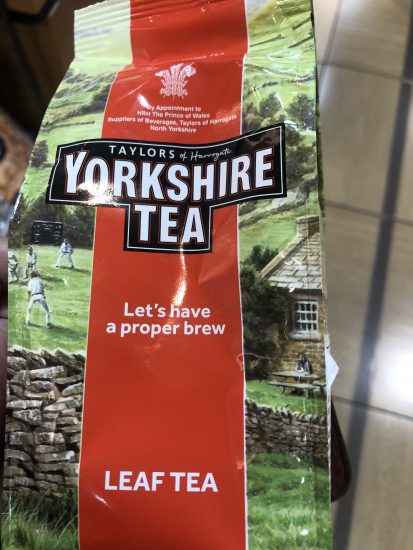 By Appointment to
HRH The Prince of Wales
Suppliers of Beverages, Taylors of Harrogate
North Yorkshire
TAYLORS of Harrogate
YORKSHIRE
TEA
Let's have
a proper brew
LEAF TEA